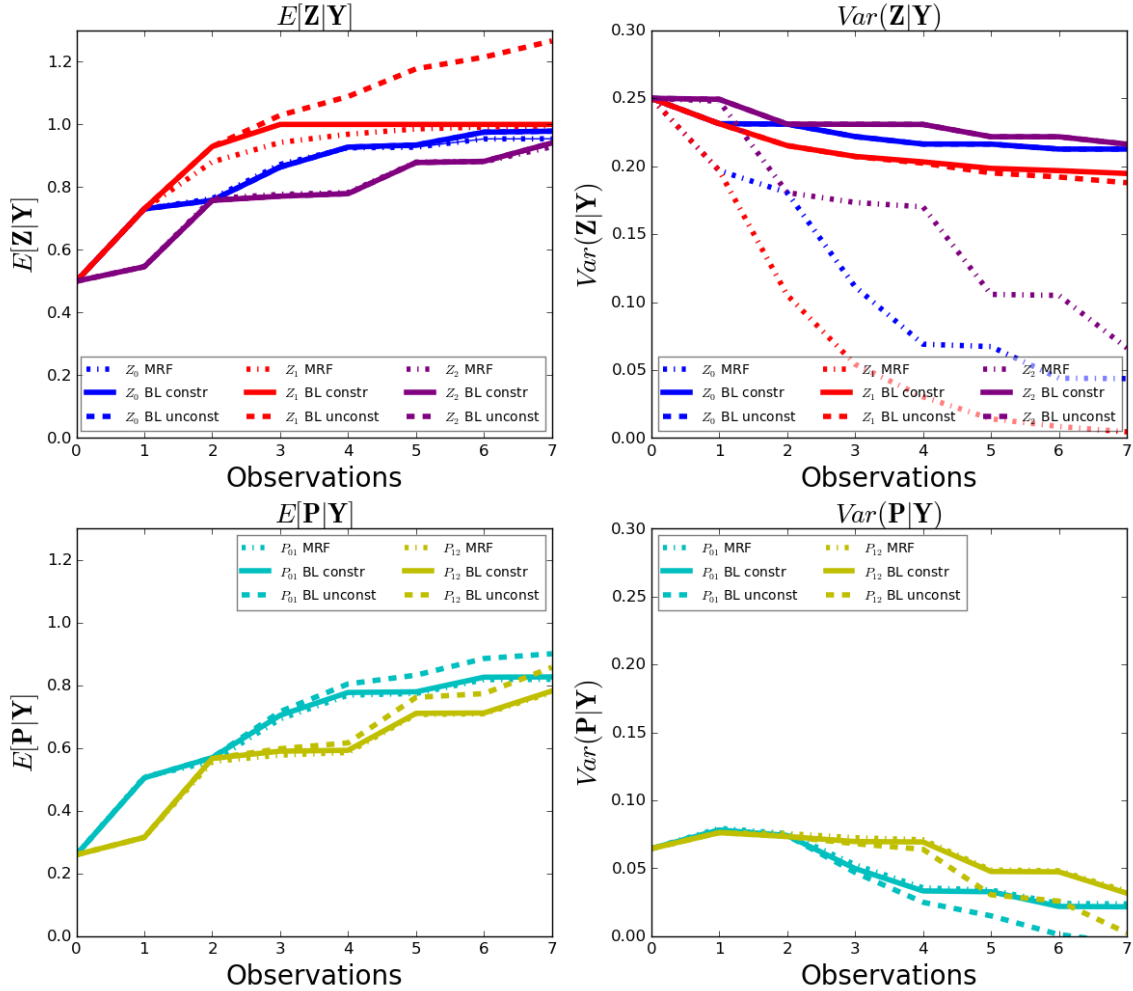 E[Z|Y]
E[Z|Y]
1.2
1.0
0.8
0.6
0.4
0.2
0.0
Z0 MRF Z1 MRF Z2 MRF
Z0 BL constr Z1 BL constr Z2 BL constr
Z0 BL unconst Z1 BL unconst Z2 BL unconst
0 1 2 3 4 5 6 7
Observations
Var(Z|Y)
Var(Z|Y)
0.30
0.25
0.20
0.15
0.10
0.05
0.00
Z0 MRF Z1 MRF Z2 MRF
Z0 BL constr Z1 BL constr Z2 BL constr
Z0 BL unconst Z1 BL unconst Z2 BL unconst
0 1 2 3 4 5 6 7
Observations
E[P|Y]
E[P|Y]
P01 MRF P12 MRF
P01 BL constr P12 BL constr
P01 BL unconst P12 BL unconst
1.2
1.0
0.8
0.6
0.4
0.2
0.0
0 1 2 3 4 5 6 7
Observations
Var(P|Y)
Var(P|Y)
P01 MRF P12 MRF
P01 BL constr P12 BL constr
P01 BL unconst P12 BL unconst
0.30
0.25
0.20
0.15
0.10
0.05
0.00
0 1 2 3 4 5 6 7
Observations